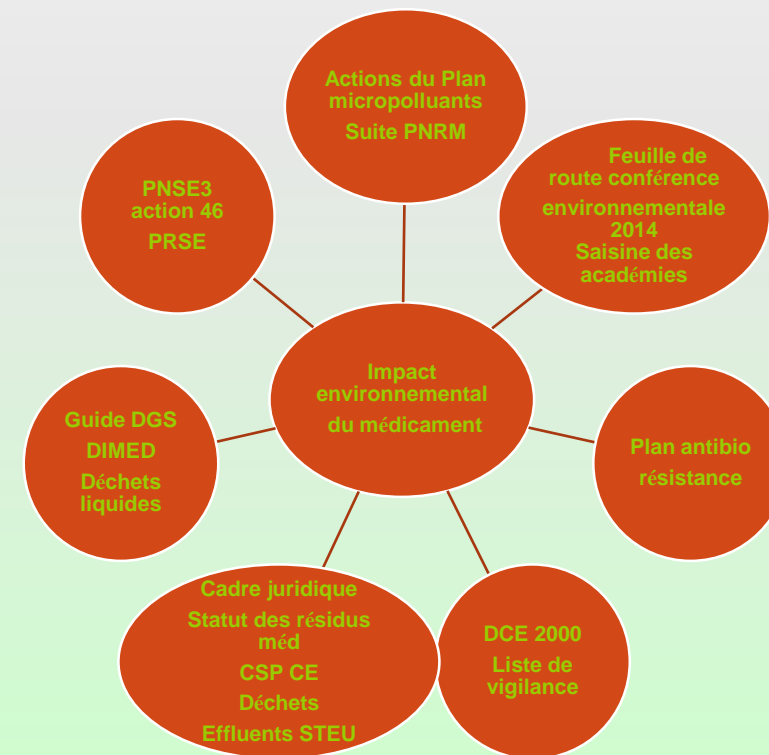 Actions du Plan
micropolluants
Suite PNRM
Feuille de
route conférence
environnementale
2014
Saisine des
académies
PNSE3
action 46
PRSE
Impact
environnemental
du médicament
Guide DGS
DIMED
Déchets
liquides
Plan antibio
résistance
Cadre juridique
Statut des résidus
méd
CSP CE
Déchets
Effluents STEU
DCE 2000
Liste de
vigilance